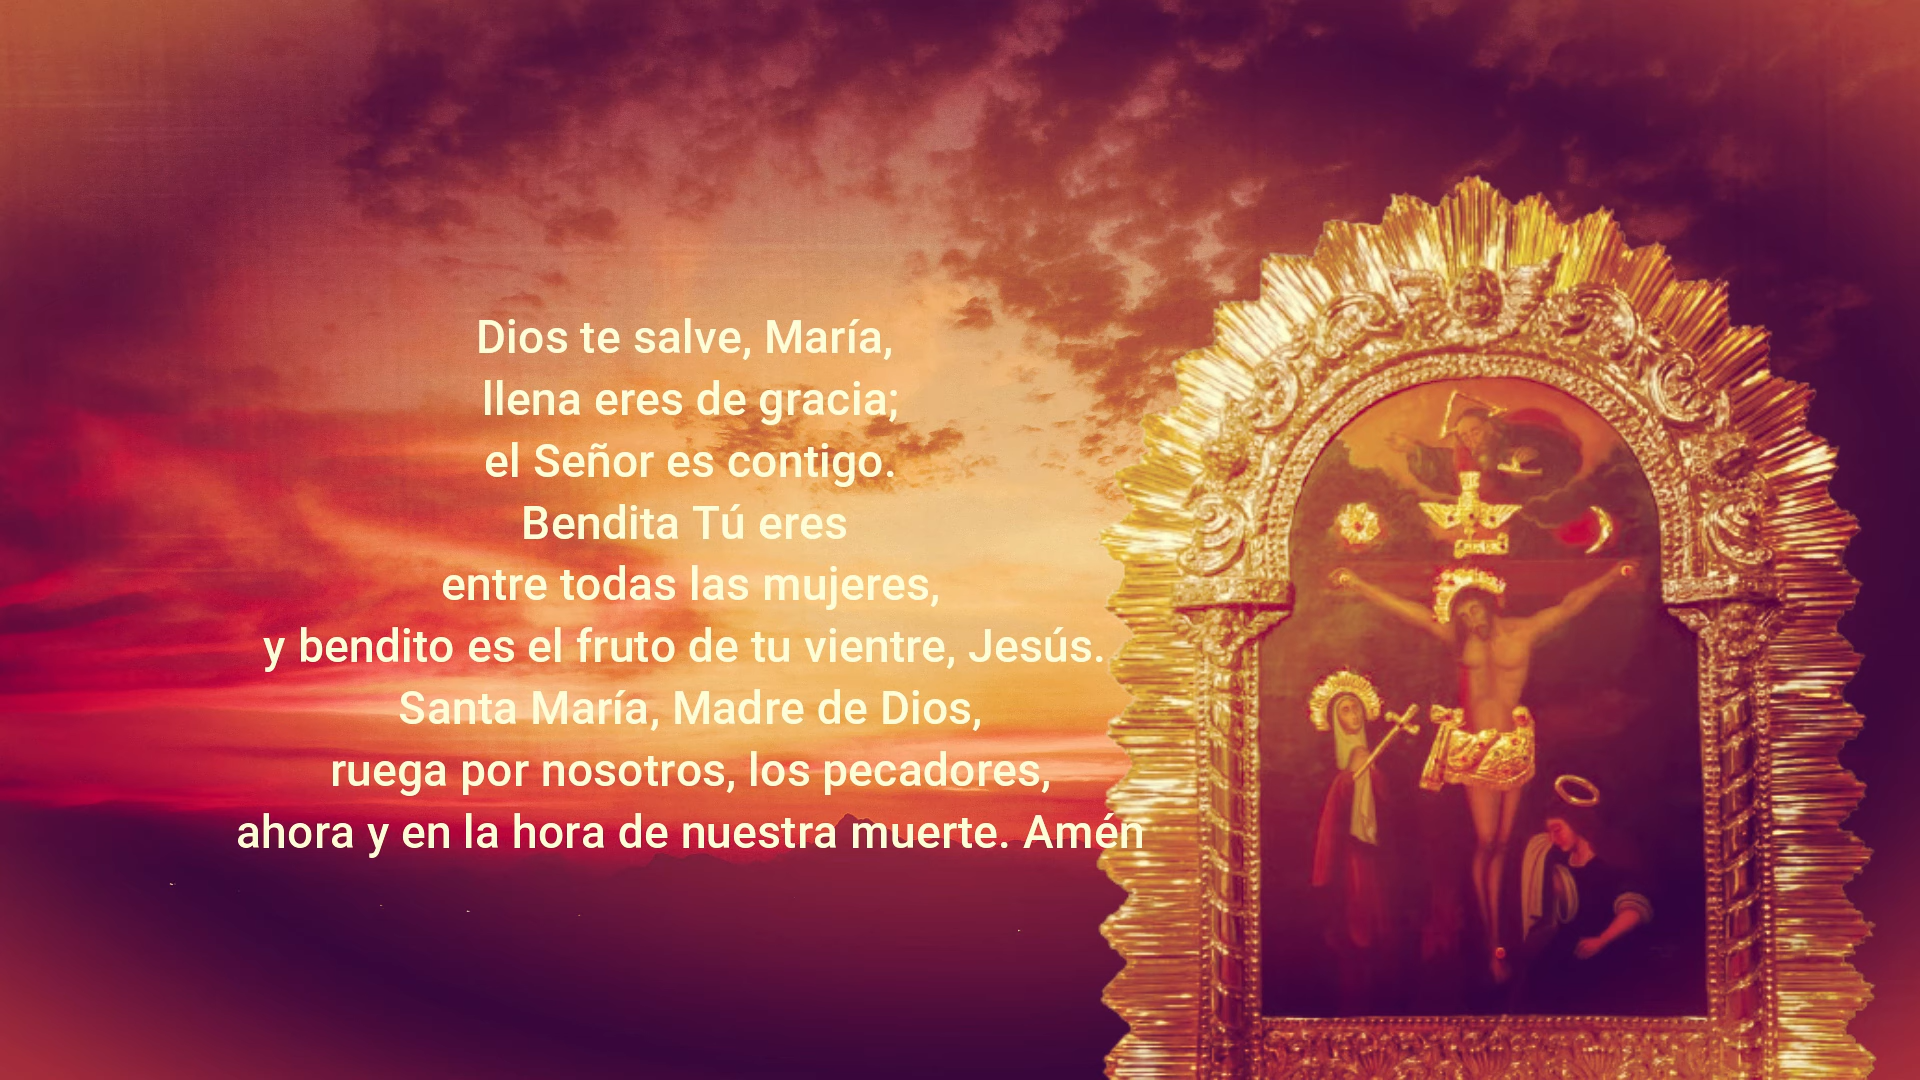 Dios te salve, María,
llena eres de gracia;
el Señor es contigo.
Bendita Tú eres
entre todas las mujeres,
y bendito es el fruto de tu vientre, Jesús.
Santa María, Madre de Dios,
ruega por nosotros, los pecadores,
ahora y en la hora de nuestra muerte. Amén